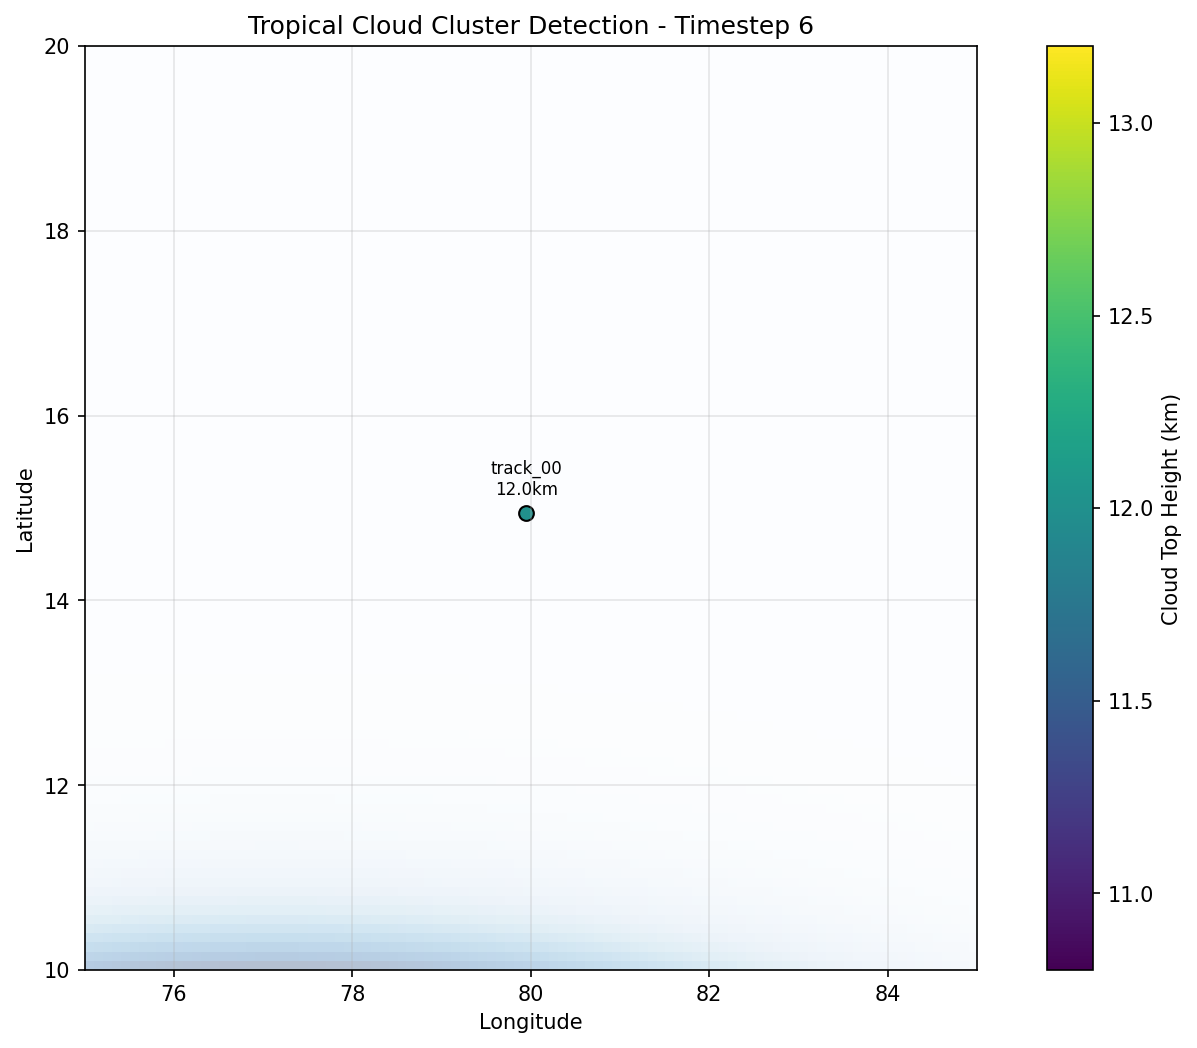 Tropical Cloud Cluster Detection - Timestep 6
20
18
16
14
12
10
Latitude
track_00
12.0km
76 78 80 82 84
Longitude
13.0
12.5
12.0
11.5
11.0
Cloud Top Height (km)